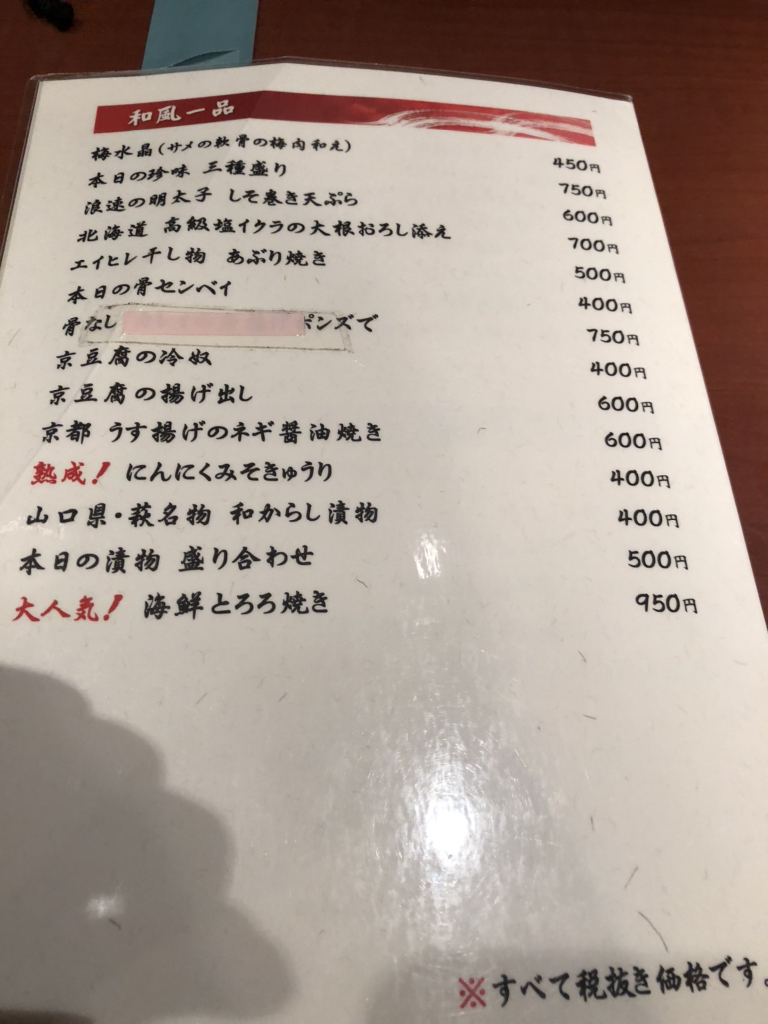 和風一品
梅水晶(サメの軟骨の梅肉和え) 450円
本日の珍味 三種盛り 750円
浪速の明太子 しそ巻き天ぷら 600円
北海道 高級塩イクラの大根おろし添え 700円
エイヒレ干し物 あぶり焼き 500円
本日の骨センベイ 400円
骨なし ポンズで 750円
京豆腐の冷奴 400円
京豆腐の揚げ出し 600円
京都 うす揚げのネギ醤油焼き 600円
熟成! にんにくみそきゅうり 400円
山口県・萩名物 和からし漬物 400円
本日の漬物 盛り合わせ 500円
大人気! 海鮮とろろ焼き 950円
※すべて税抜き価格です。